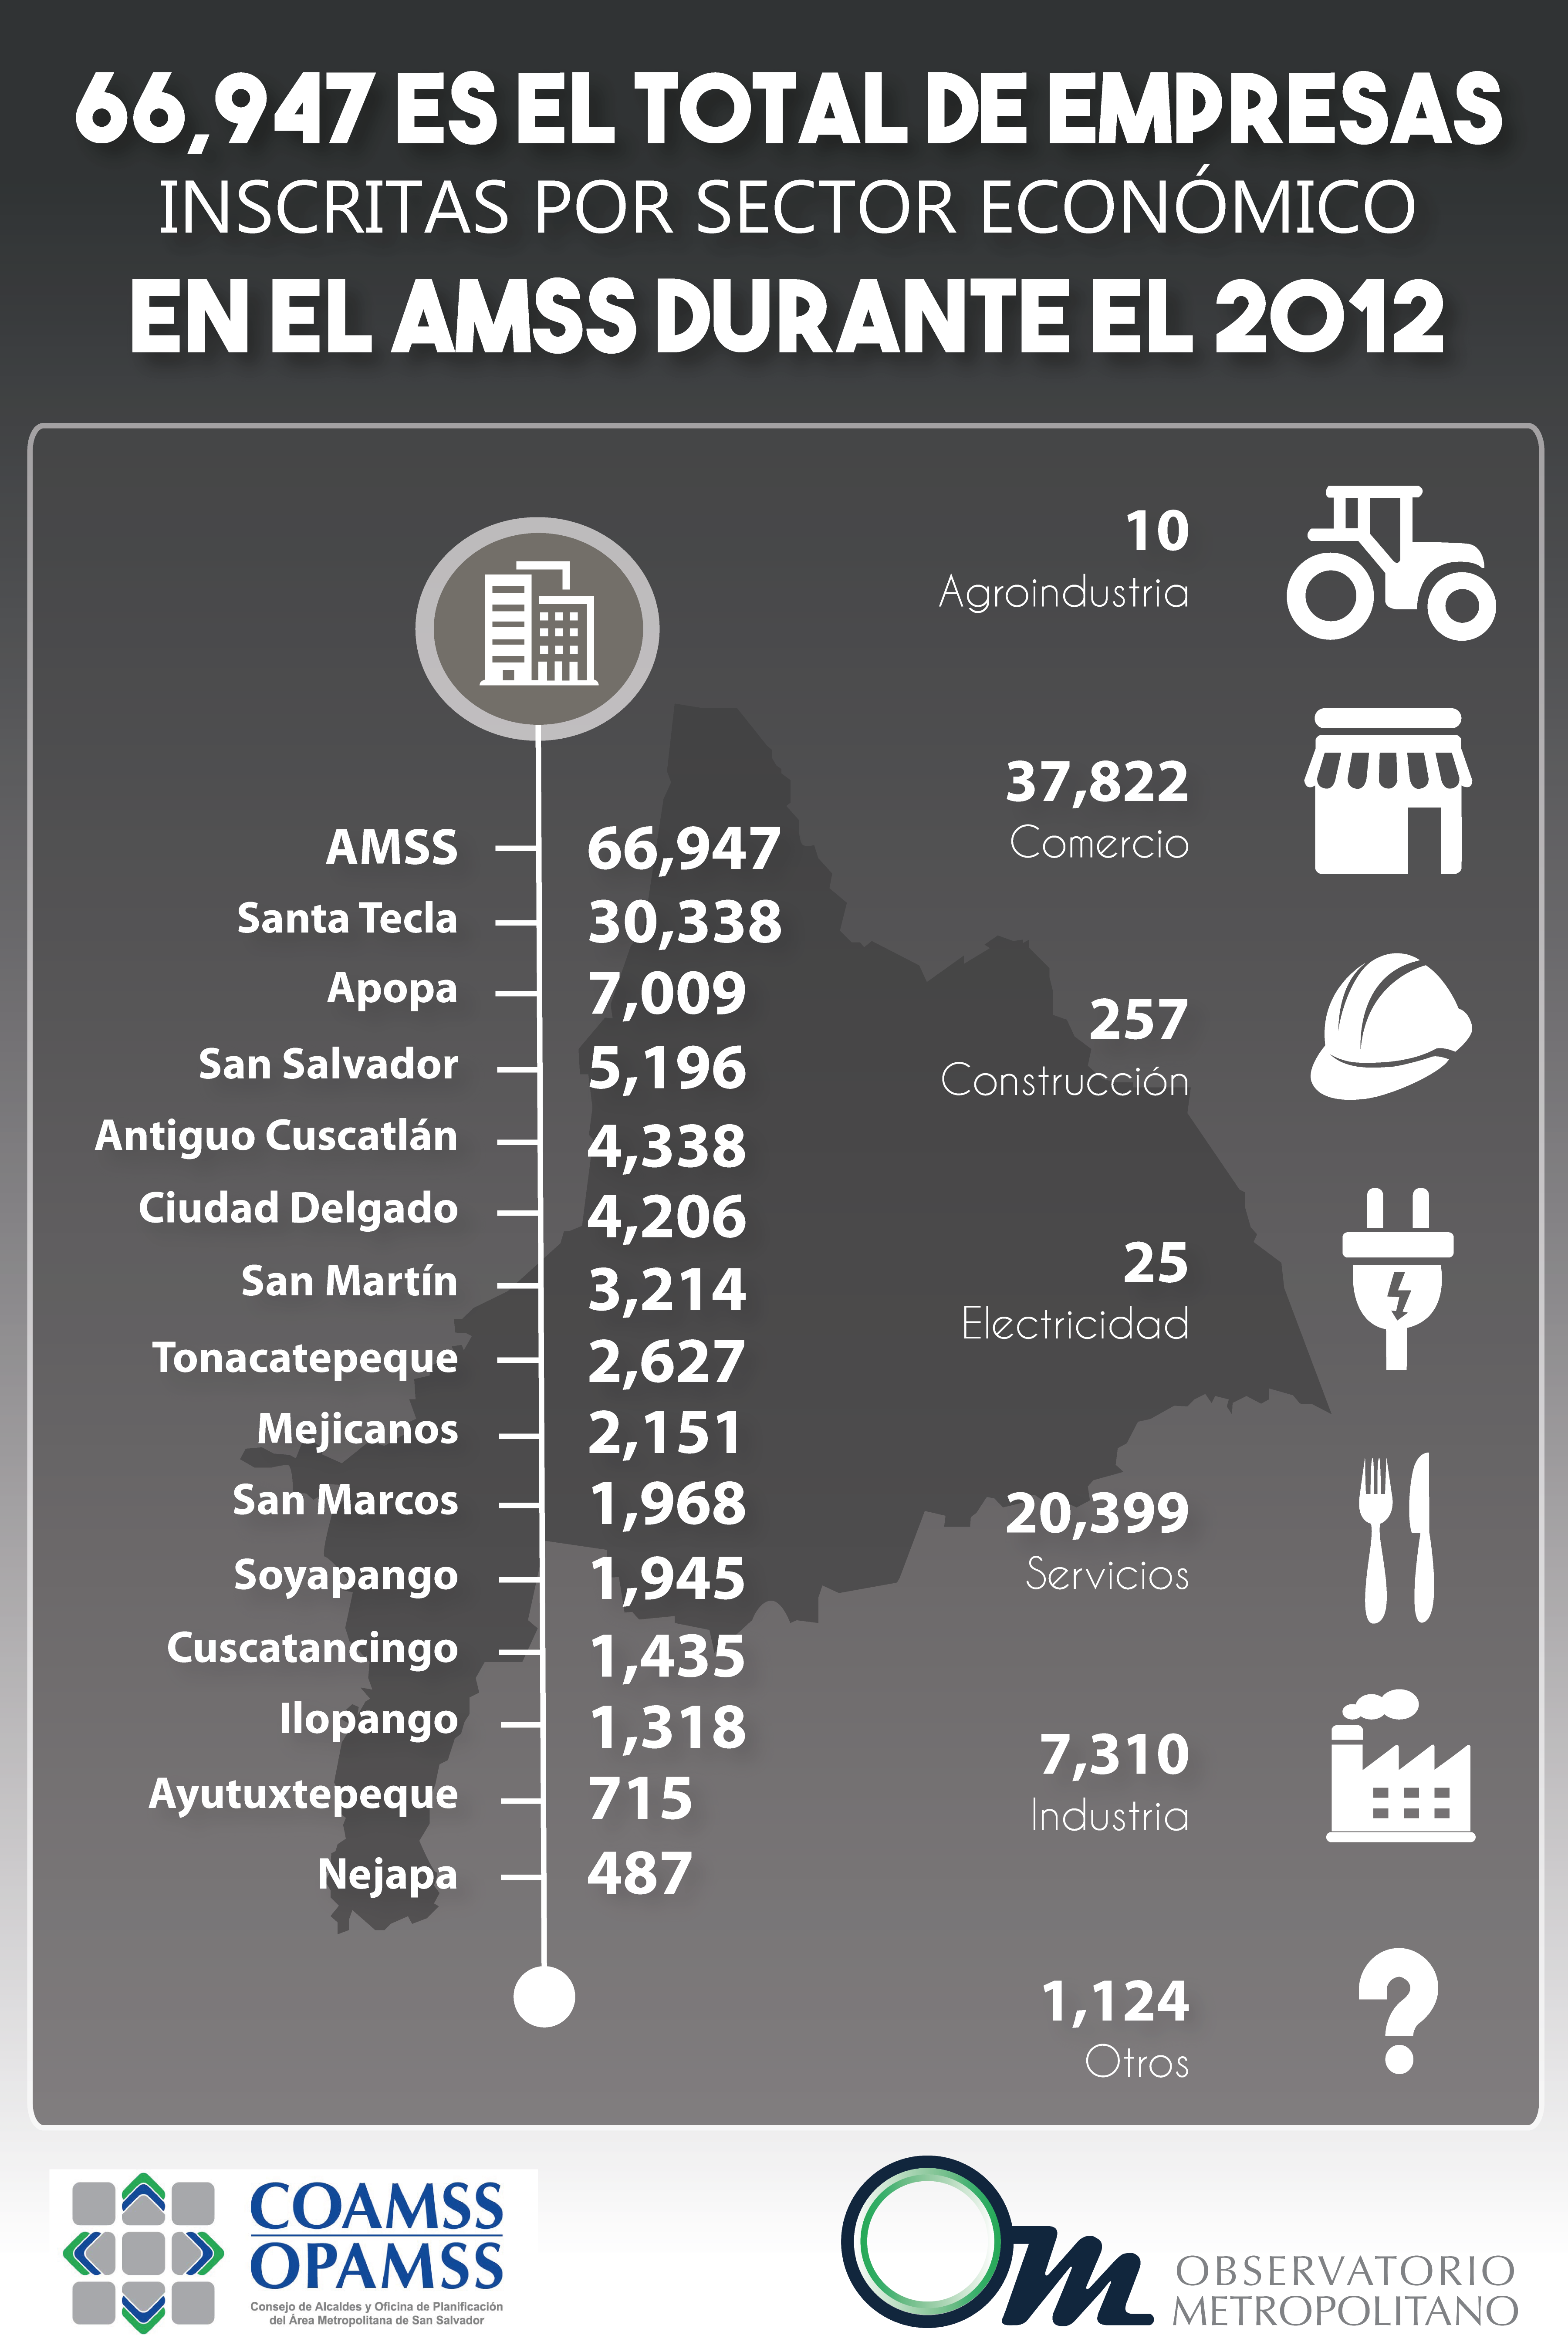 66,947 ES EL TOTAL DE EMPRESAS
INSCRITAS POR SECTOR ECONÓMICO
EN EL AMSS DURANTE EL 2012
AMSS 66,947
Santa Tecla 30,338
Apopa 7,009
San Salvador 5,196
Antiguo Cuscatlán 4,338
Ciudad Delgado 4,206
San Martín 3,214
Tonacatepeque 2,627
Mejicanos 2,151
San Marcos 1,968
Soyapango 1,945
Cuscatancingo 1,435
Ilopango 1,318
Ayutuxtepeque 715
Nejapa 487
10
Agroindustria
37,822
Comercio
257
Construcción
25
Electricidad
20,399
Servicios
7,310
Industria
1,124
Otros
COAMSS
OPAMSS
Consejo de Alcaldes y Oficina de Planificación
del Área Metropolitana de San Salvador
Om
OBSERVATORIO
METROPOLITANO